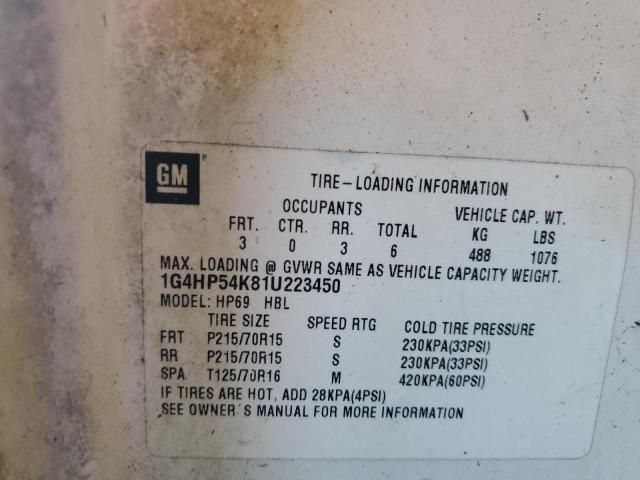 GM ®
TIRE-LOADING INFORMATION
OCCUPANTS VEHICLE CAP. WT.
FRT. CTR. RR. TOTAL KG LBS
3 0 3 6 488 1076
MAX. LOADING @ GVWR SAME AS VEHICLE CAPACITY WEIGHT.
1G4HP54K81U223450
MODEL: HP69 HBL
TIRE SIZE SPEED RTG COLD TIRE PRESSURE
FRT P215/70R15 S 230KPA(33PSI)
RR P215/70R15 S 230KPA(33PSI)
SPA T125/70R16 M 420KPA(60PSI)
IF TIRES ARE HOT, ADD 28KPA(4PSI)
SEE OWNER'S MANUAL FOR MORE INFORMATION